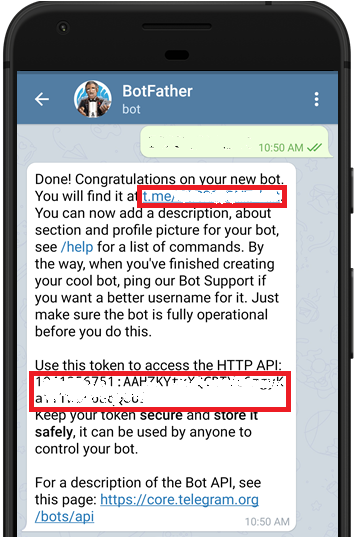 BotFather
bot
10:50 AM
Done! Congratulations on your new bot.
You will find it at t.me/
You can now add a description, about
section and profile picture for your bot,
see /help for a list of commands. By
the way, when you've finished creating
your cool bot, ping our Bot Support if
you want a better username for it. Just
make sure the bot is fully operational
before you do this.
Use this token to access the HTTP API:
Keep your token secure and store it
safely, it can be used by anyone to
control your bot.
For a description of the Bot API, see
this page: https://core.telegram.org
/bots/api
10:50 AM